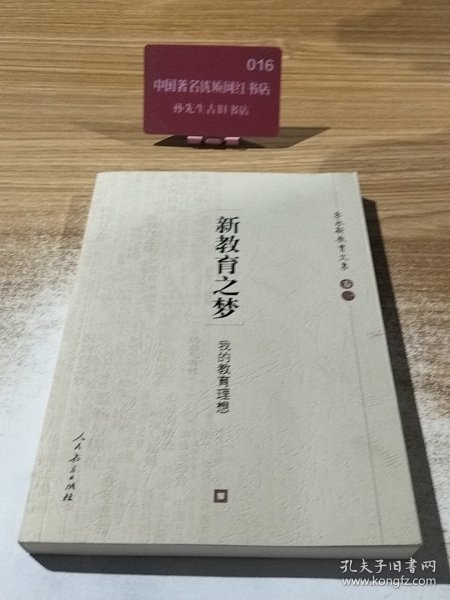 016
中国著名优质网红书店
孙先生古旧书店
新教育之梦
我的教育理想
人民教育出版社
孔夫子旧书网
www.kongfz.com